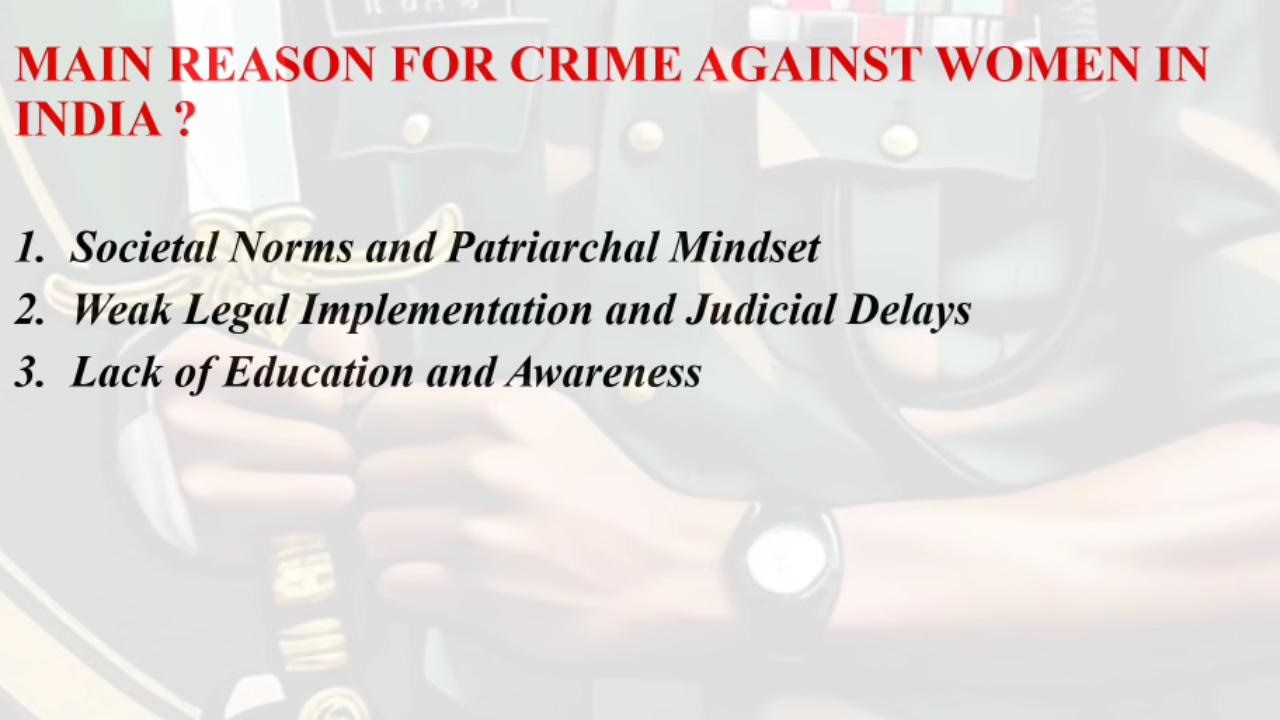 MAIN REASON FOR CRIME AGAINST WOMEN IN
INDIA ?
1. Societal Norms and Patriarchal Mindset
2. Weak Legal Implementation and Judicial Delays
3. Lack of Education and Awareness